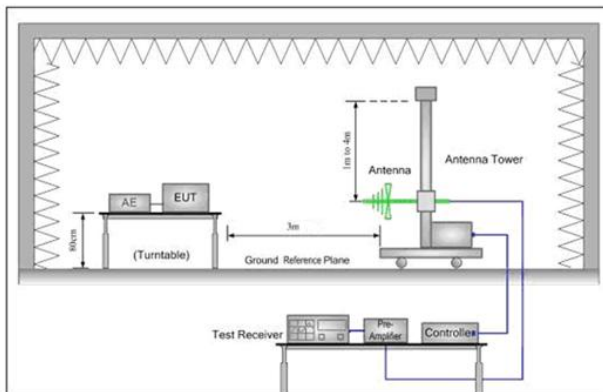 1m to 4m
Antenna
Antenna Tower
AE
EUT
80cm
(Turntable)
3m
Ground Reference Plane
Test Receiver
Pre-
Amplifier
Controller